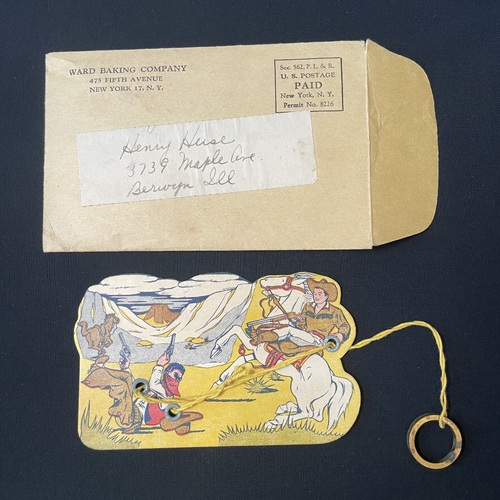 WARD BAKING COMPANY
475 FIFTH AVENUE
NEW YORK 17, N. Y.
Sec. 562, P. L. & R.
U. S. POSTAGE
PAID
New York, N. Y.
Permit No. 8226
Henry Huse
3739 Maple Ave.
Berwyn Ill